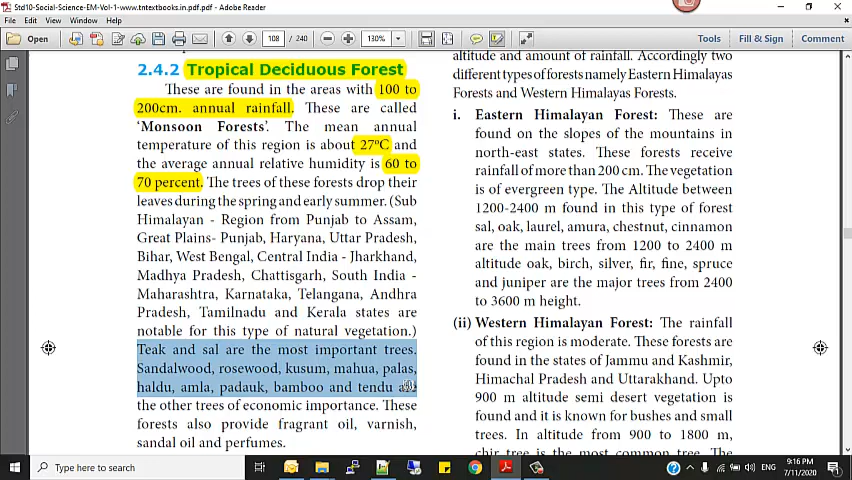 Std10-Social-Science-EM-Vol-1-www.tntextbooks.in.pdf.pdf - Adobe Reader
File Edit View Window Help
Open
108 / 240
130%
Tools Fill & Sign Comment
2.4.2 Tropical Deciduous Forest
These are found in the areas with 100 to
200cm. annual rainfall. These are called
‘Monsoon Forests’. The mean annual
temperature of this region is about 27°C and
the average annual relative humidity is 60 to
70 percent. The trees of these forests drop their
leaves during the spring and early summer. (Sub
Himalayan - Region from Punjab to Assam,
Great Plains- Punjab, Haryana, Uttar Pradesh,
Bihar, West Bengal, Central India - Jharkhand,
Madhya Pradesh, Chattisgarh, South India -
Maharashtra, Karnataka, Telangana, Andhra
Pradesh, Tamilnadu and Kerala states are
notable for this type of natural vegetation.)
Teak and sal are the most important trees.
Sandalwood, rosewood, kusum, mahua, palas,
haldu, amla, padauk, bamboo and tendu are
the other trees of economic importance. These
forests also provide fragrant oil, varnish,
sandal oil and perfumes.
altitude and amount of rainfall. Accordingly two
different types of forests namely Eastern Himalayas
Forests and Western Himalayas Forests.
i. Eastern Himalayan Forest: These are
found on the slopes of the mountains in
north-east states. These forests receive
rainfall of more than 200 cm. The vegetation
is of evergreen type. The Altitude between
1200-2400 m found in this type of forest
sal, oak, laurel, amura, chestnut, cinnamon
are the main trees from 1200 to 2400 m
altitude oak, birch, silver, fir, fine, spruce
and juniper are the major trees from 2400
to 3600 m height.
(ii) Western Himalayan Forest: The rainfall
of this region is moderate. These forests are
found in the states of Jammu and Kashmir,
Himachal Pradesh and Uttarakhand. Upto
900 m altitude semi desert vegetation is
found and it is known for bushes and small
trees. In altitude from 900 to 1800 m,
chir tree is the most common tree. The
Type here to search
ENG
9:16 PM
7/11/2020